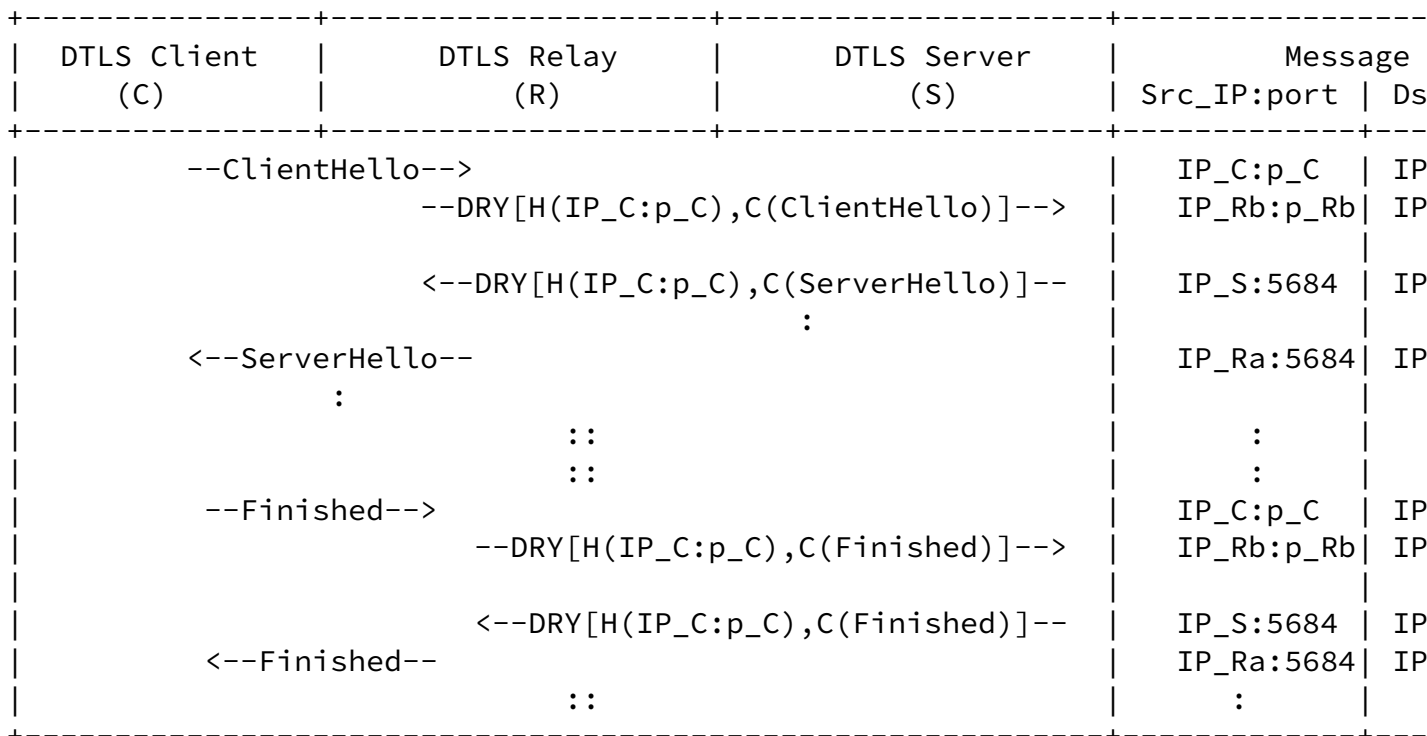 +----------------+---------------------+---------------------+-----------------
|  DTLS Client   |      DTLS Relay     |      DTLS Server    |         Message
|      (C)       |          (R)        |          (S)        | Src_IP:port | Ds
+----------------+---------------------+---------------------+-------------+---
|          --ClientHello-->                                  |   IP_C:p_C  | IP
|                       --DRY[H(IP_C:p_C),C(ClientHello)]-->  |   IP_Rb:p_Rb| IP
|                                                            |             |
|                       <--DRY[H(IP_C:p_C),C(ServerHello)]--  |   IP_S:5684 | IP
|                                            :               |             |
|          <--ServerHello--                                  |   IP_Ra:5684| IP
|                  :                                         |             |
|                               ::                           |       :     |
|                               ::                           |       :     |
|           --Finished-->                                    |   IP_C:p_C  | IP
|                          --DRY[H(IP_C:p_C),C(Finished)]-->  |   IP_Rb:p_Rb| IP
|                                                            |             |
|                          <--DRY[H(IP_C:p_C),C(Finished)]--  |   IP_S:5684 | IP
|           <--Finished--                                    |   IP_Ra:5684| IP
|                               ::                           |      :      |
+------------------------------------------------------------+-------------+---